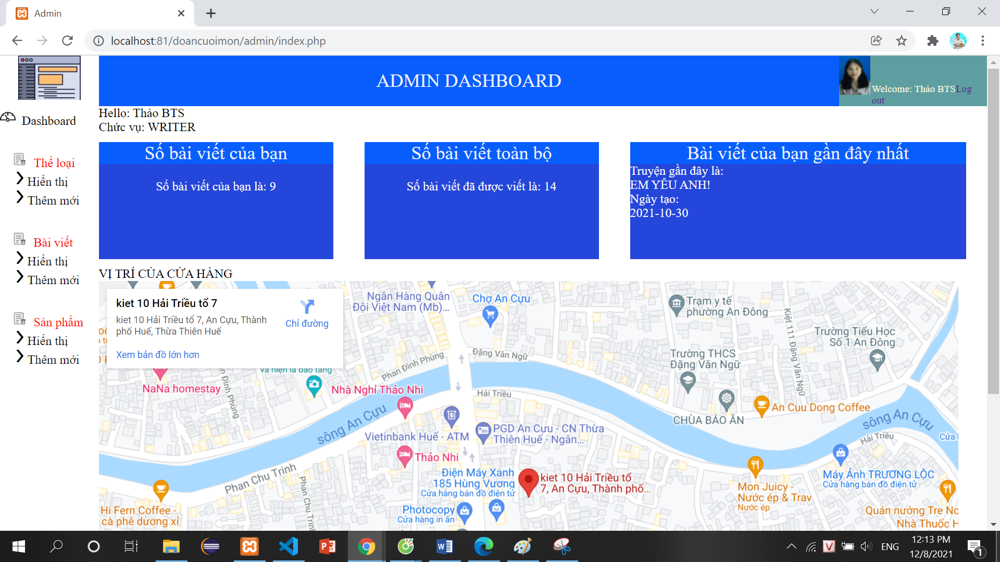 Admin
localhost:81/doancuoimon/admin/index.php
ADMIN DASHBOARD
Welcome: Thảo BTSLog
out
Dashboard
Thể loại
Hiển thị
Thêm mới
Bài viết
Hiển thị
Thêm mới
Sản phẩm
Hiển thị
Thêm mới
Hello: Thảo BTS
Chức vụ: WRITER
Số bài viết của bạn
Số bài viết của bạn là: 9
Số bài viết toàn bộ
Số bài viết đã được viết là: 14
Bài viết của bạn gần đây nhất
Truyện gần đây là:
EM YÊU ANH!
Ngày tạo:
2021-10-30
VỊ TRÍ CỦA CỬA HÀNG
kiet 10 Hải Triều tổ 7
kiet 10 Hải Triều tổ 7, An Cựu, Thành
phố Huế, Thừa Thiên Huế
Chỉ đường
Xem bản đồ lớn hơn
Ngân Hàng Quân
Đội Việt Nam (Mb)...
Chợ An Cựu
Trạm y tế
phường An Đông
Kiệt 111 Đặng Văn Ngữ
Trường Tiểu Học
Số 1 An Đông
Trường THCS
Đặng Văn Ngữ
Đặng Văn Ngữ
Phan Đình Phùng
NaNa homestay
Nhà Nghỉ Thảo Nhi
Hải Triều
An Cuu Dong Coffee
CHÙA BÁO ÂN
sông An Cựu
sông An Cựu
Hải Triều
Vietinbank Huế - ATM
PGD An Cựu - CN Thừa
Thiên Huế - Ngân...
Thảo Nhi
Phan Chu Trinh
Phan Chu Trinh
Điện Máy Xanh
185 Hùng Vương
Cửa hàng bán đồ điện tử
kiet 10 Hải Triều tổ
7, An Cựu, Thành phố...
Máy Ảnh TRƯƠNG LỘC
Cửa hàng bán đồ điện tử
Mon Juicy -
Nước ép & Trav
Nước ép
Hi Fern Coffee -
cà phê dương xỉ
Photocopy
Cửa hàng in ấn
Quán nướng Tre
Nhà Thuốc
ENG
12:13 PM
12/8/2021
1